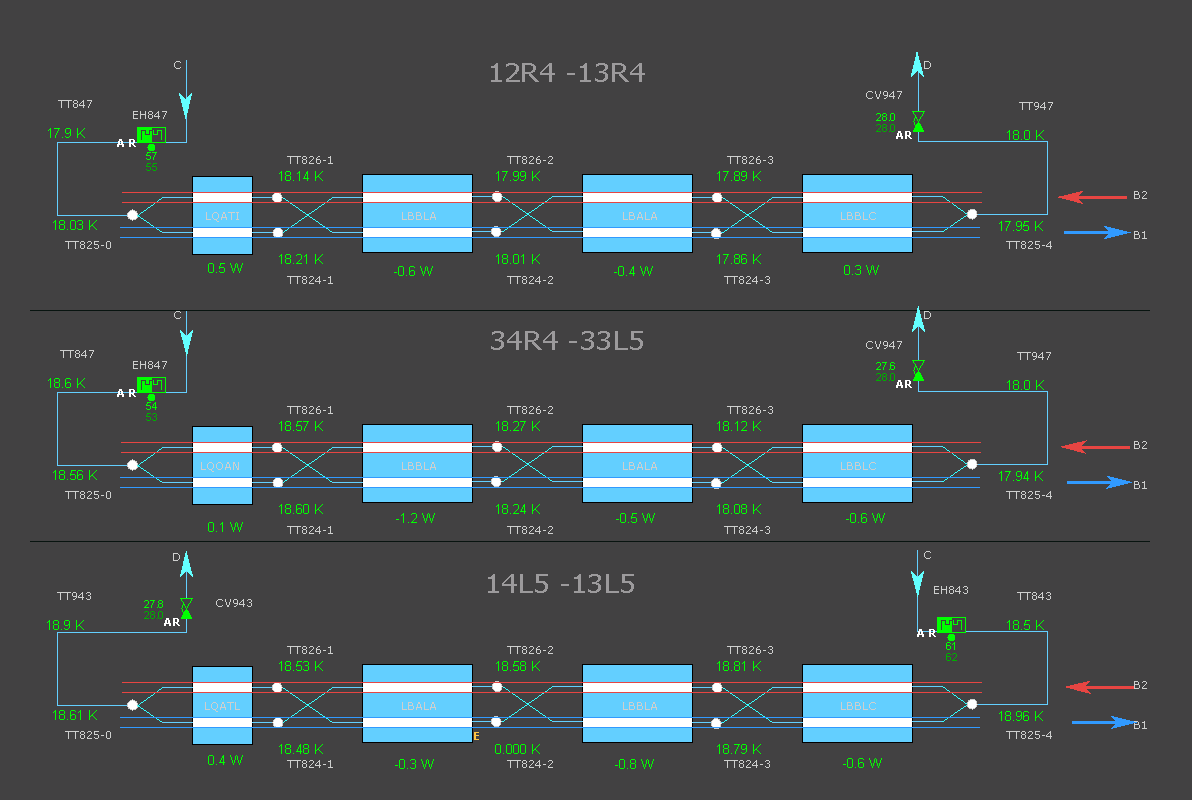 12R4 -13R4
C
D
TT847
EH847
CV947
TT947
17.9 K
A R
57
55
28.0
28.0
AR
18.0 K
TT826-1
TT826-2
TT826-3
18.14 K
17.99 K
17.89 K
B2
LQATI
LBBLA
LBALA
LBBLC
18.03 K
17.95 K
TT825-0
TT825-4
B1
18.21 K
18.01 K
17.86 K
0.5 W
-0.6 W
-0.4 W
0.3 W
TT824-1
TT824-2
TT824-3
34R4 -33L5
C
D
TT847
EH847
CV947
TT947
18.6 K
A R
54
53
27.6
28.0
AR
18.0 K
TT826-1
TT826-2
TT826-3
18.57 K
18.27 K
18.12 K
B2
LQOAN
LBBLA
LBALA
LBBLC
18.56 K
17.94 K
TT825-0
TT825-4
B1
18.60 K
18.24 K
18.08 K
0.1 W
-1.2 W
-0.5 W
-0.6 W
TT824-1
TT824-2
TT824-3
14L5 -13L5
D
C
TT943
CV943
EH843
TT843
18.9 K
27.8
28.0
AR
A R
61
62
18.5 K
TT826-1
TT826-2
TT826-3
18.53 K
18.58 K
18.81 K
B2
LQATL
LBALA
LBBLA
LBBLC
18.61 K
18.96 K
TT825-0
TT825-4
B1
E
18.48 K
0.000 K
18.79 K
0.4 W
-0.3 W
-0.8 W
-0.6 W
TT824-1
TT824-2
TT824-3